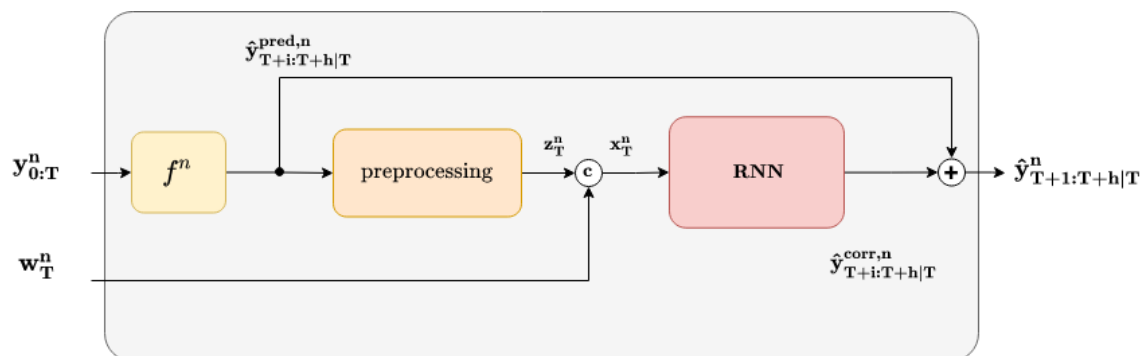 ŷ^{pred,n}_{T+i:T+h|T}
y^n_{0:T}
f^n
preprocessing
z^n_T
c
x^n_T
RNN
+
ŷ^n_{T+1:T+h|T}
w^n_T
ŷ^{corr,n}_{T+i:T+h|T}